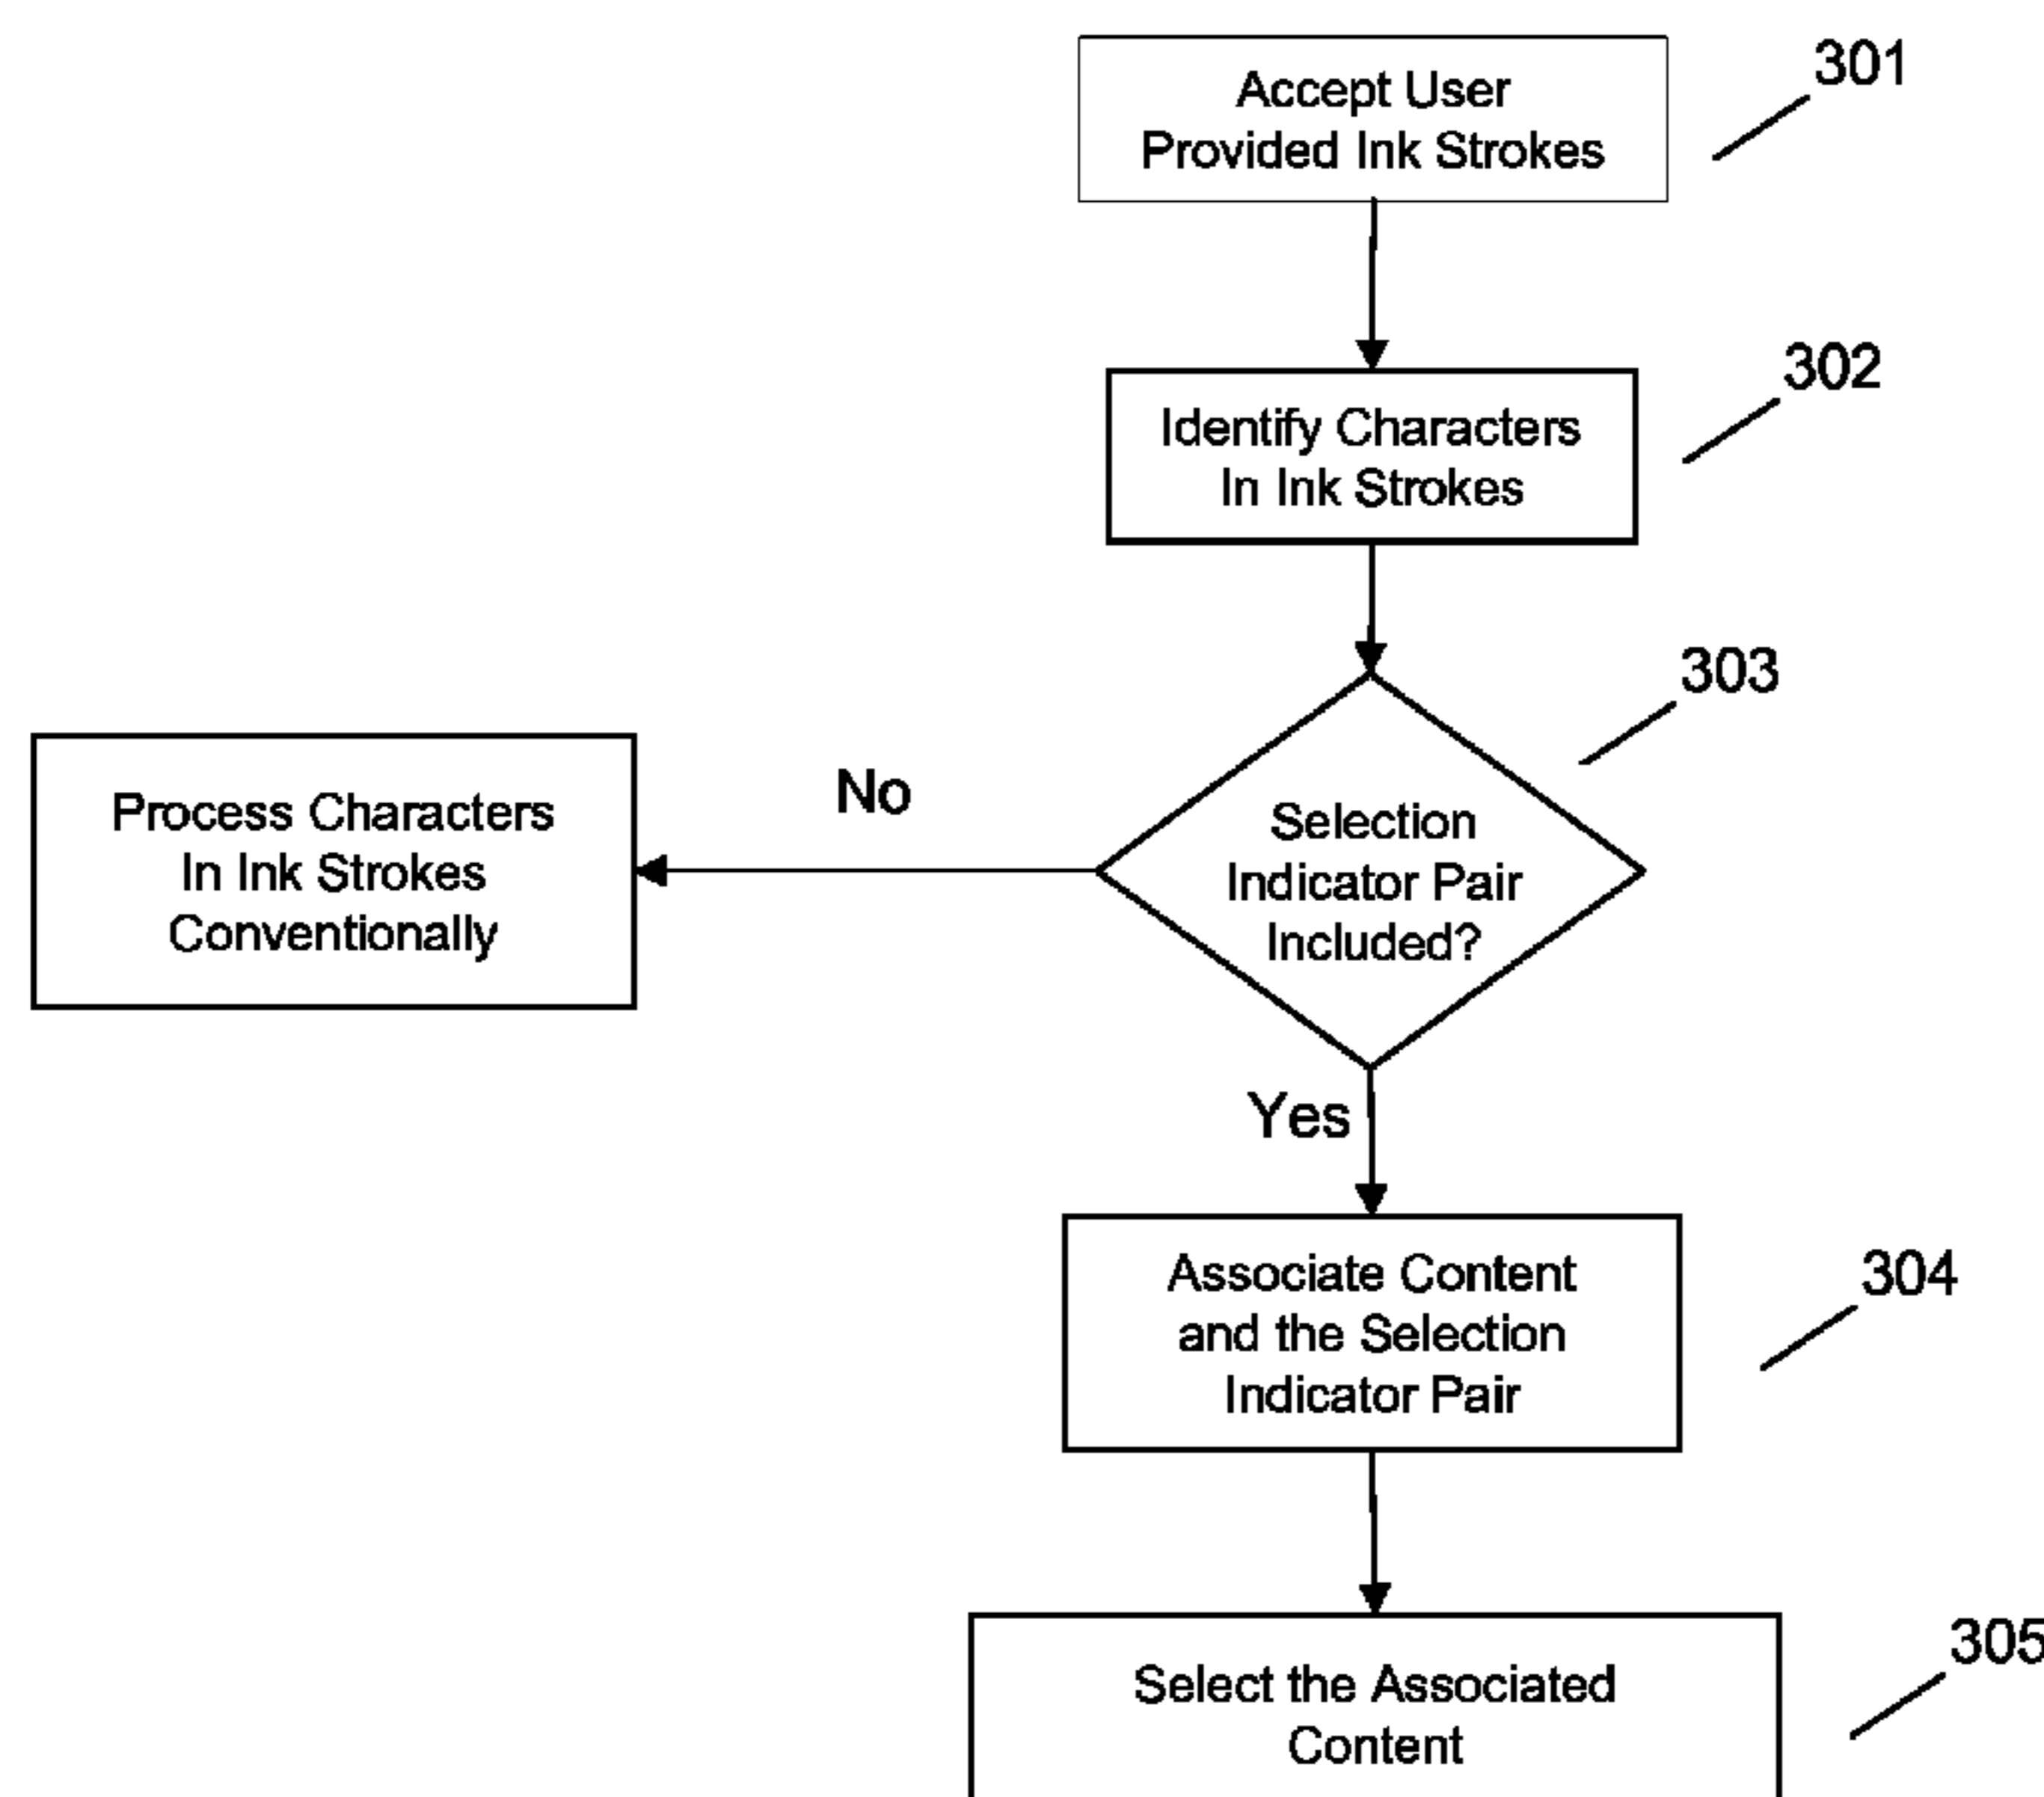 Accept User
Provided Ink Strokes
301
Identify Characters
In Ink Strokes
302
Selection
Indicator Pair
Included?
303
No
Process Characters
In Ink Strokes
Conventionally
Yes
Associate Content
and the Selection
Indicator Pair
304
Select the Associated
Content
305